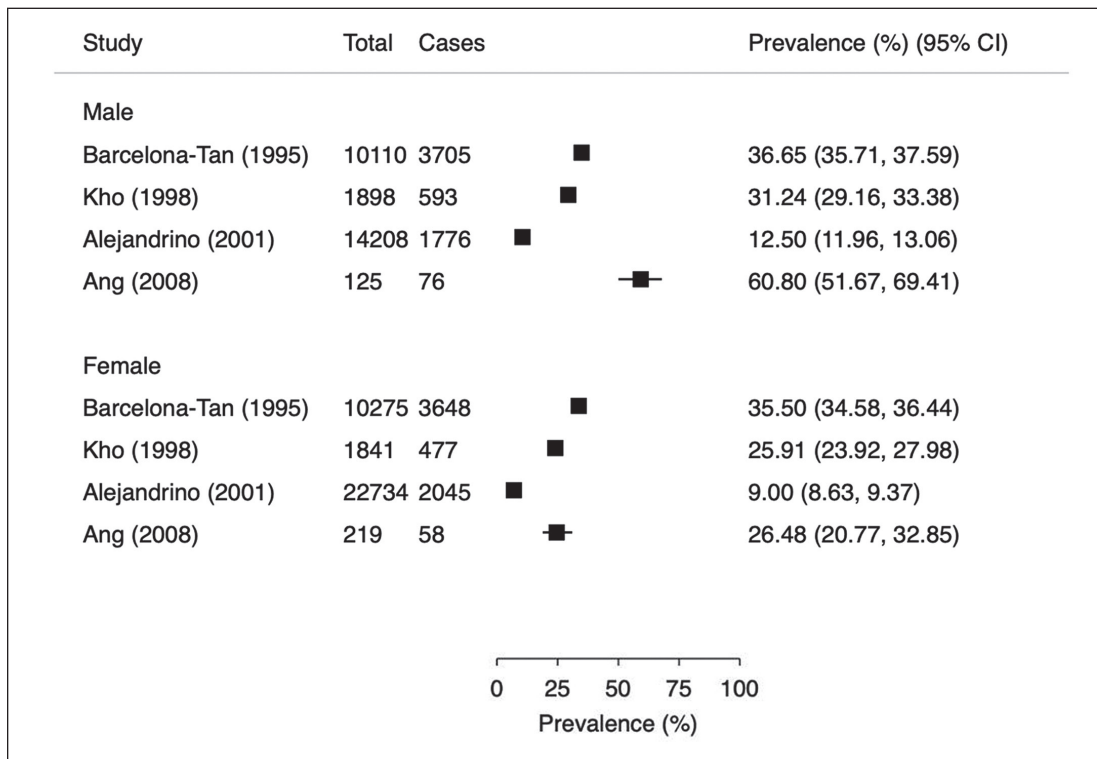 Study Total Cases Prevalence (%) (95% CI)
Male
Barcelona-Tan (1995) 10110 3705 36.65 (35.71, 37.59)
Kho (1998) 1898 593 31.24 (29.16, 33.38)
Alejandrino (2001) 14208 1776 12.50 (11.96, 13.06)
Ang (2008) 125 76 60.80 (51.67, 69.41)
Female
Barcelona-Tan (1995) 10275 3648 35.50 (34.58, 36.44)
Kho (1998) 1841 477 25.91 (23.92, 27.98)
Alejandrino (2001) 22734 2045 9.00 (8.63, 9.37)
Ang (2008) 219 58 26.48 (20.77, 32.85)
0 25 50 75 100
Prevalence (%)